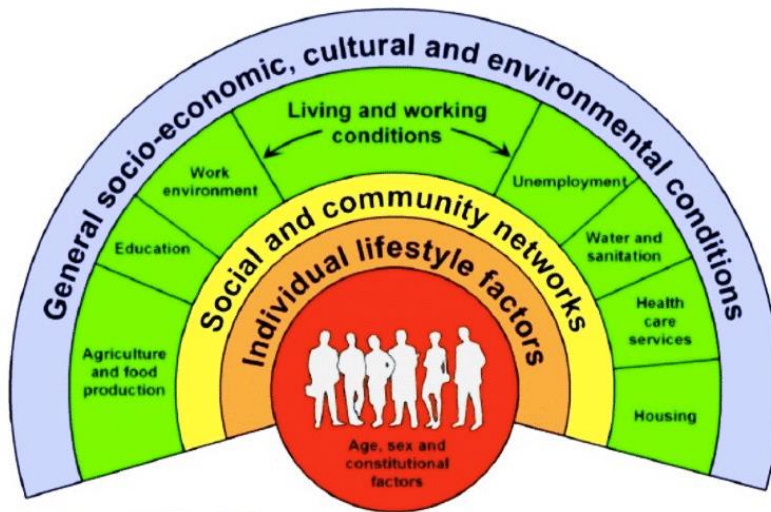 General socio-economic, cultural and environmental conditions
Living and working
conditions
Work
environment
Education
Agriculture
and food
production
Unemployment
Water and
sanitation
Health
care
services
Housing
Social and community networks
Individual lifestyle factors
Age, sex and
constitutional
factors